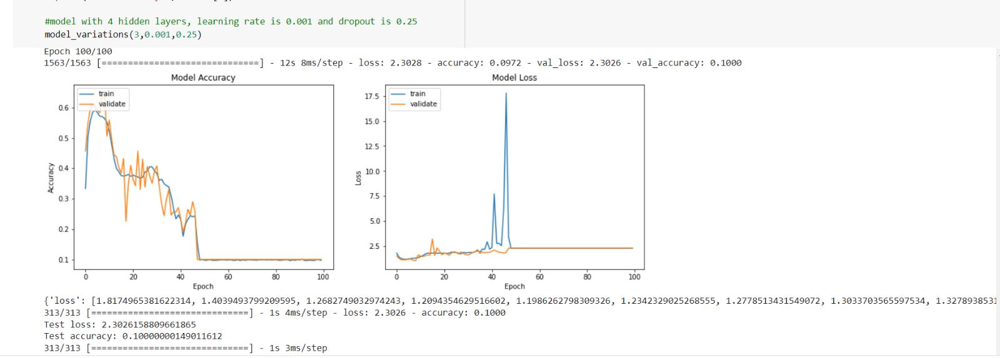 #model with 4 hidden layers, learning rate is 0.001 and dropout is 0.25
model_variations(3,0.001,0.25)
Epoch 100/100
1563/1563 [==============================] - 12s 8ms/step - loss: 2.3028 - accuracy: 0.0972 - val_loss: 2.3026 - val_accuracy: 0.1000
Model Accuracy
train
validate
0.6
0.5
0.4
0.3
0.2
0.1
Accuracy
0 20 40 60 80 100
Epoch
Model Loss
train
validate
17.5
15.0
12.5
10.0
7.5
5.0
2.5
Loss
0 20 40 60 80 100
Epoch
{'loss': [1.8174965381622314, 1.4039493799209595, 1.2682749032974243, 1.2094354629516602, 1.1986262798309326, 1.2342329025268555, 1.2778513431549072, 1.3033703565597534, 1.3278938531
313/313 [==============================] - 1s 4ms/step - loss: 2.3026 - accuracy: 0.1000
Test loss: 2.3026158809661865
Test accuracy: 0.10000000149011612
313/313 [==============================] - 1s 3ms/step